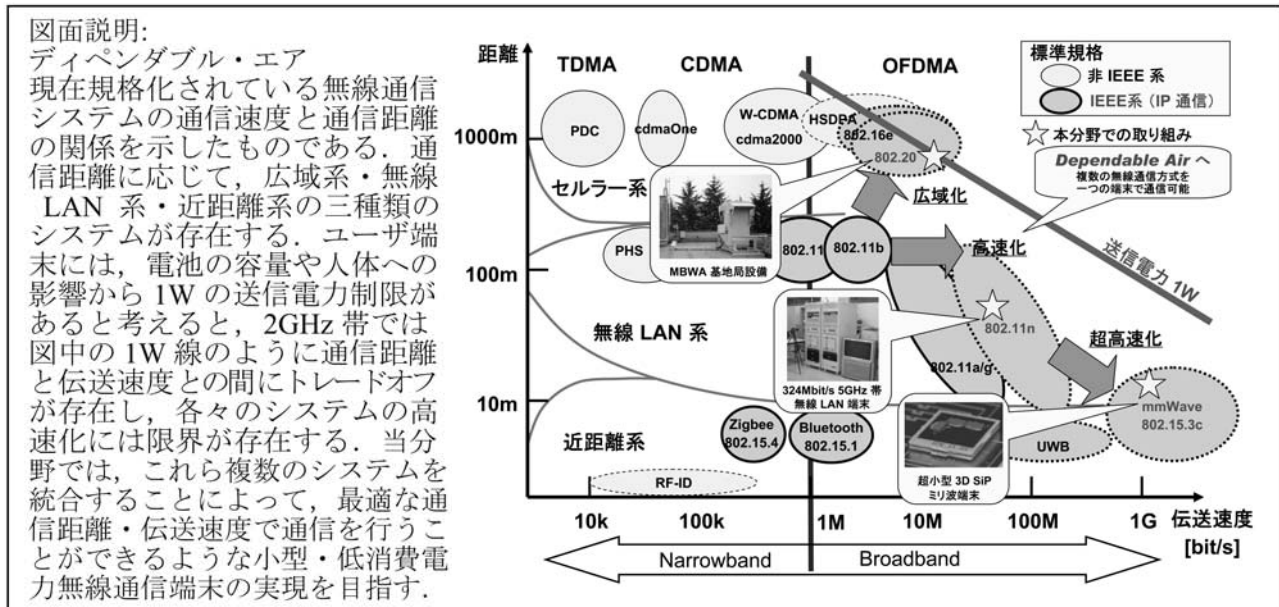 図面説明:
ディペンダブル・エア
現在規格化されている無線通信
システムの通信速度と通信距離
の関係を示したものである．通
信距離に応じて，広域系・無線
LAN 系・近距離系の三種類の
システムが存在する．ユーザ端
末には，電池の容量や人体への
影響から 1W の送信電力制限が
あると考えると，2GHz 帯では
図中の 1W 線のように通信距離
と伝送速度との間にトレードオフ
が存在し，各々のシステムの高
速化には限界が存在する．当分
野では，これら複数のシステムを
統合することによって，最適な通
信距離・伝送速度で通信を行うこ
とができるような小型・低消費電
力無線通信端末の実現を目指す．
距離
TDMA
CDMA
OFDMA
標準規格
非 IEEE 系
IEEE系（IP 通信）
本分野での取り組み
Dependable Air へ
複数の無線通信方式を
一つの端末で通信可能
1000m
PDC
cdmaOne
W-CDMA
cdma2000
HSDPA
802.16e
802.20
セルラー系
広域化
MBWA 基地局設備
100m
PHS
802.11
802.11b
高速化
送信電力 1W
無線 LAN 系
802.11n
802.11a/g
超高速化
324Mbit/s 5GHz 帯
無線 LAN 端末
10m
mmWave
802.15.3c
近距離系
Zigbee
802.15.4
Bluetooth
802.15.1
UWB
超小型 3D SiP
ミリ波端末
RF-ID
10k
100k
1M
10M
100M
1G
伝送速度
[bit/s]
Narrowband
Broadband